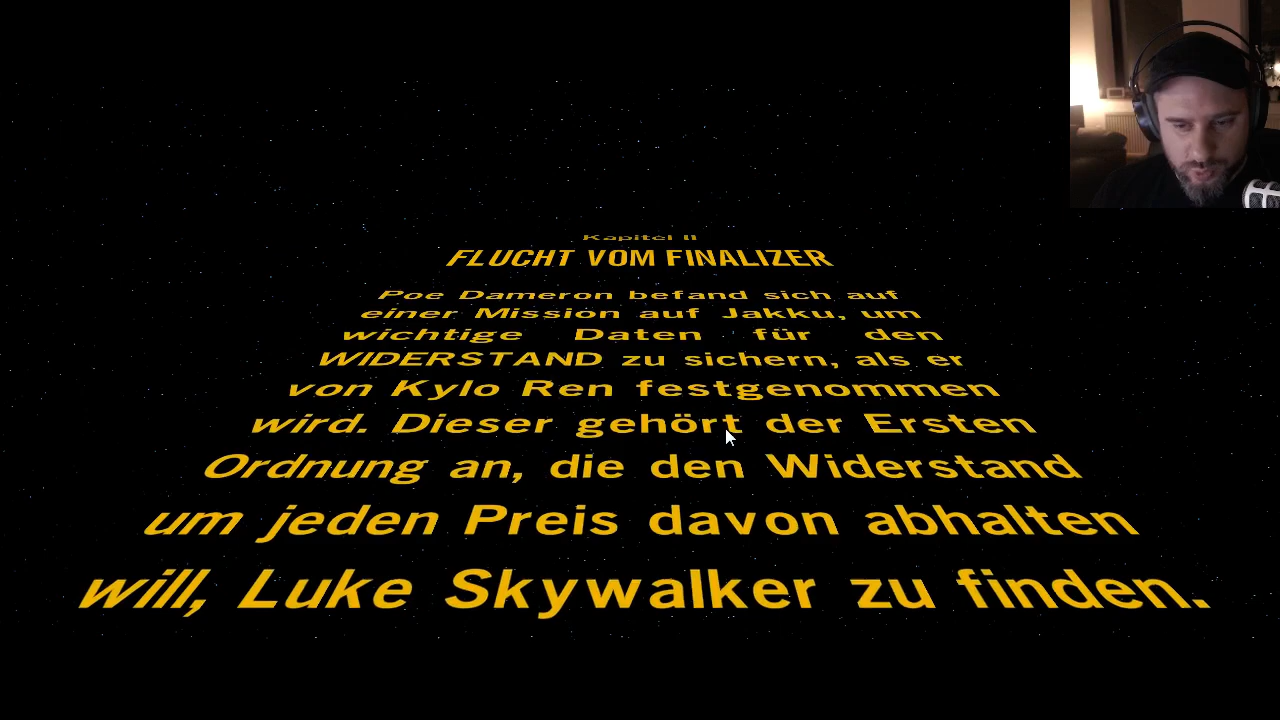 Kapitel II
FLUCHT VOM FINALIZER
Poe Dameron befand sich auf
einer Mission auf Jakku, um
wichtige Daten für den
WIDERSTAND zu sichern, als er
von Kylo Ren festgenommen
wird. Dieser gehört der Ersten
Ordnung an, die den Widerstand
um jeden Preis davon abhalten
will, Luke Skywalker zu finden.